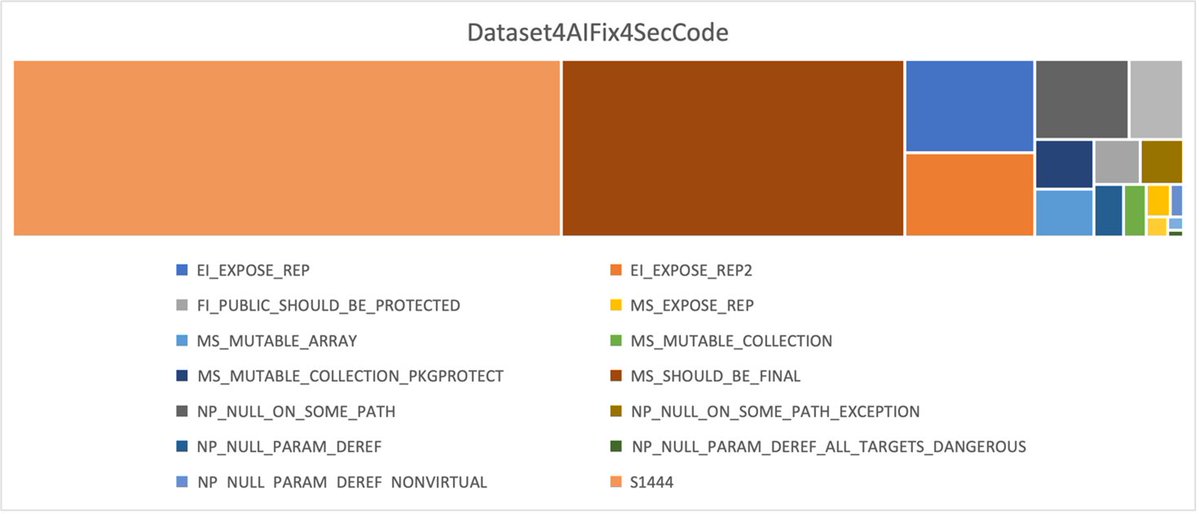 Dataset4AIFix4SecCode
EI_EXPOSE_REP EI_EXPOSE_REP2
FI_PUBLIC_SHOULD_BE_PROTECTED MS_EXPOSE_REP
MS_MUTABLE_ARRAY MS_MUTABLE_COLLECTION
MS_MUTABLE_COLLECTION_PKGPROTECT MS_SHOULD_BE_FINAL
NP_NULL_ON_SOME_PATH NP_NULL_ON_SOME_PATH_EXCEPTION
NP_NULL_PARAM_DEREF NP_NULL_PARAM_DEREF_ALL_TARGETS_DANGEROUS
NP_NULL_PARAM_DEREF_NONVIRTUAL S1444